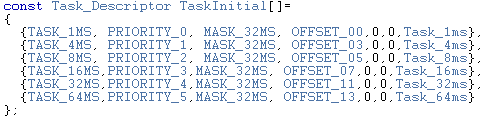 const Task_Descriptor TaskInitial[]=
{
{TASK_1MS, PRIORITY_0, MASK_32MS, OFFSET_00,0,0,Task_1ms},
{TASK_4MS, PRIORITY_1, MASK_32MS, OFFSET_03,0,0,Task_4ms},
{TASK_8MS, PRIORITY_2, MASK_32MS, OFFSET_05,0,0,Task_8ms},
{TASK_16MS,PRIORITY_3,MASK_32MS, OFFSET_07,0,0,Task_16ms},
{TASK_32MS,PRIORITY_4,MASK_32MS, OFFSET_11,0,0,Task_32ms},
{TASK_64MS,PRIORITY_5,MASK_32MS, OFFSET_13,0,0,Task_64ms}
};